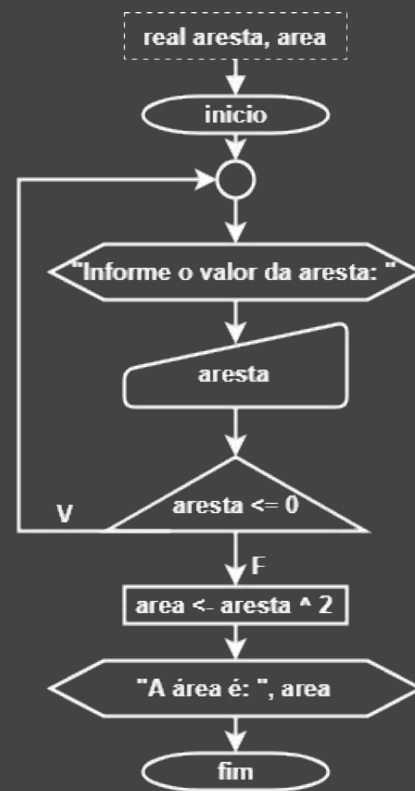 real aresta, area
inicio
"Informe o valor da aresta: "
aresta
aresta <= 0
V
F
area <- aresta ^ 2
"A área é: ", area
fim